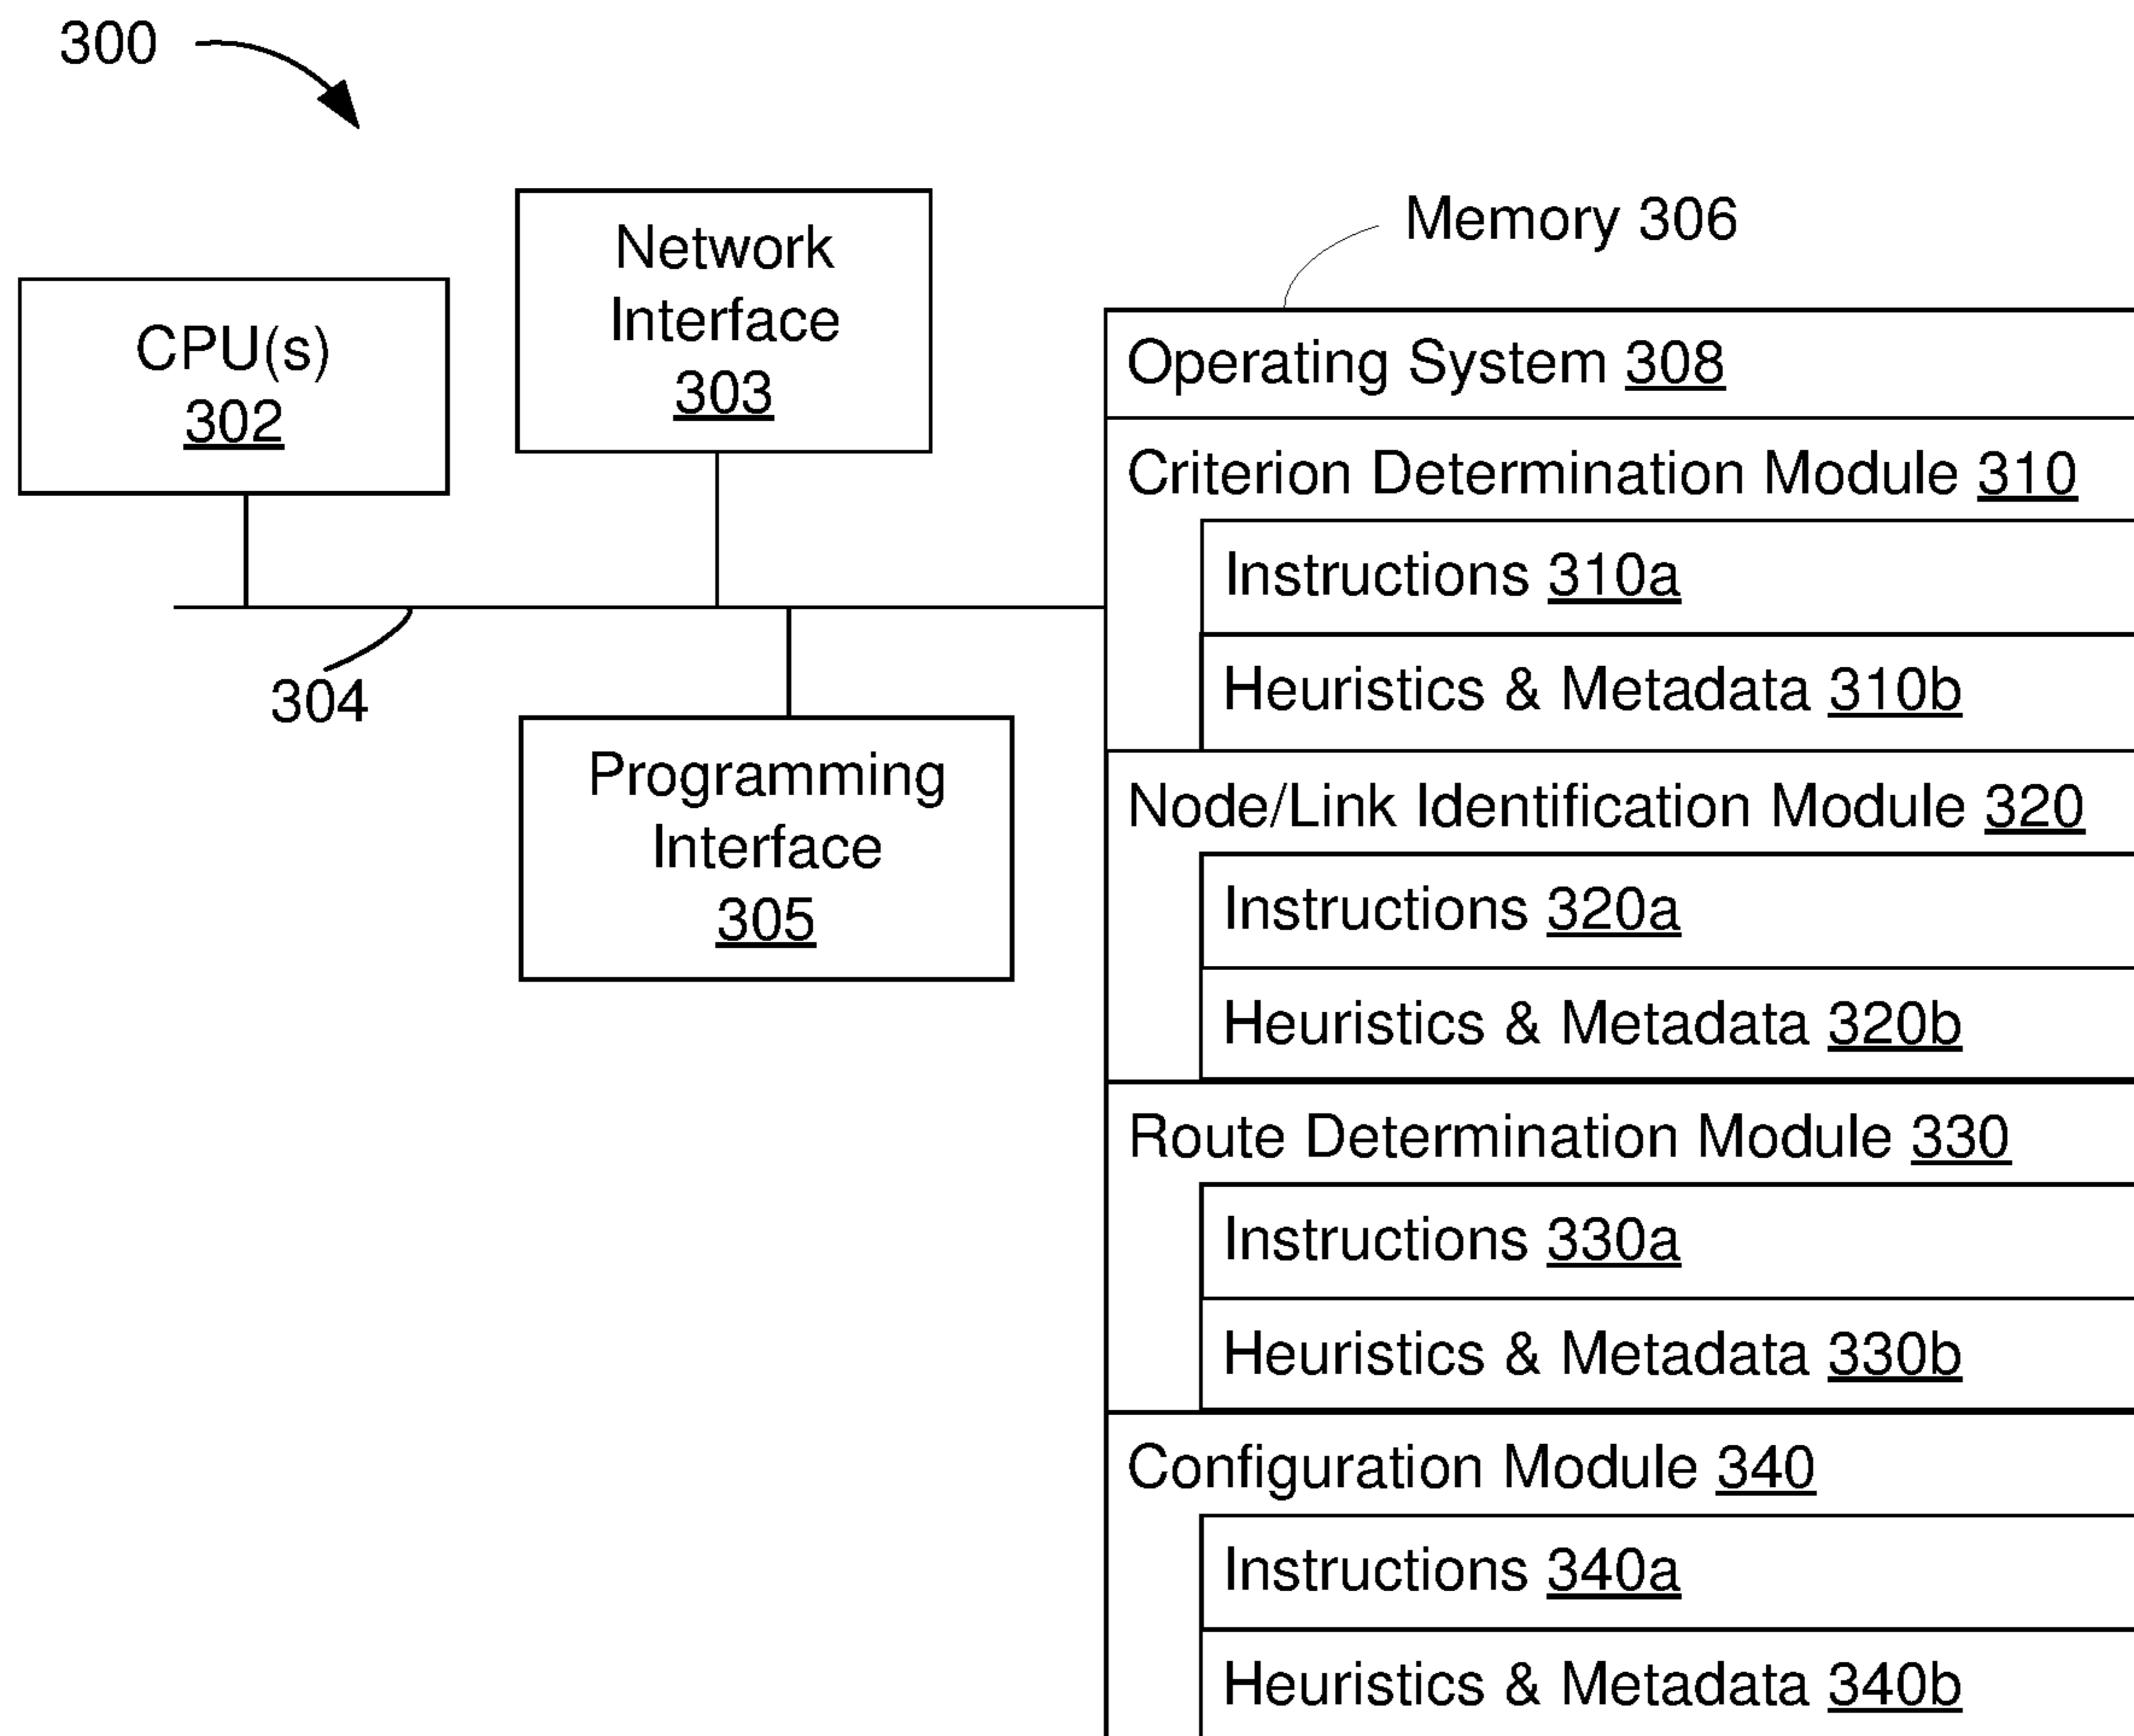 300
CPU(s)
302
Network
Interface
303
304
Programming
Interface
305
Memory 306
Operating System 308
Criterion Determination Module 310
Instructions 310a
Heuristics & Metadata 310b
Node/Link Identification Module 320
Instructions 320a
Heuristics & Metadata 320b
Route Determination Module 330
Instructions 330a
Heuristics & Metadata 330b
Configuration Module 340
Instructions 340a
Heuristics & Metadata 340b